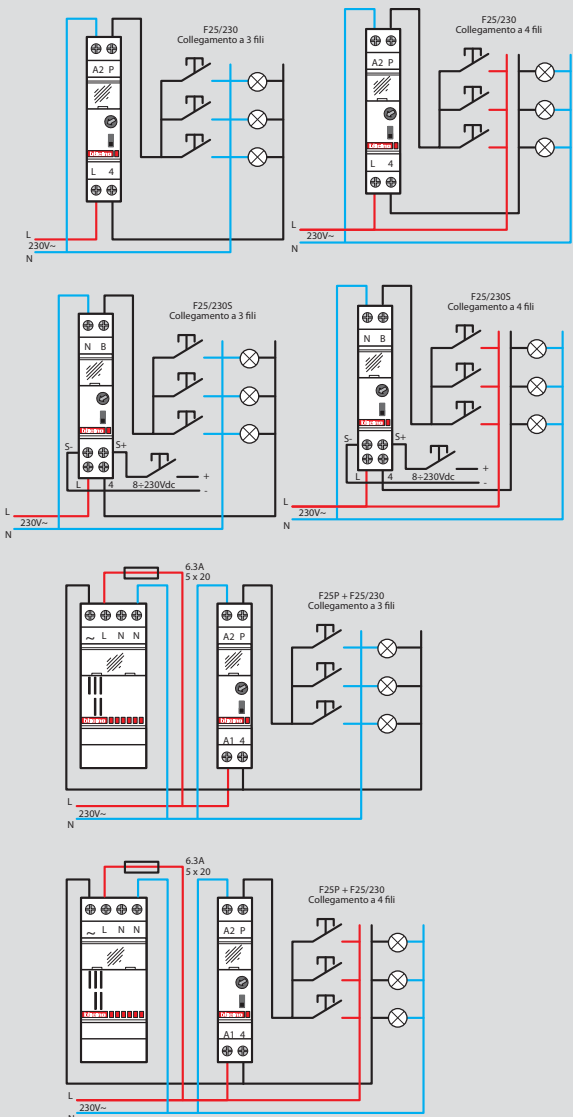 F25/230
Collegamento a 3 fili
A2 P
L 4
L
230V~
N
F25/230
Collegamento a 4 fili
A2 P
L 4
L
230V~
N
F25/230S
Collegamento a 3 fili
N B
S- S+
+
8÷230Vdc
-
L 4
L
230V~
N
F25/230S
Collegamento a 4 fili
N B
S- S+
+
8÷230Vdc
-
L 4
L
230V~
N
6.3A
5 x 20
F25P + F25/230
Collegamento a 3 fili
~ L N N
A2 P
A1 4
L
230V~
N
6.3A
5 x 20
F25P + F25/230
Collegamento a 4 fili
~ L N N
A2 P
A1 4
L
230V~
N